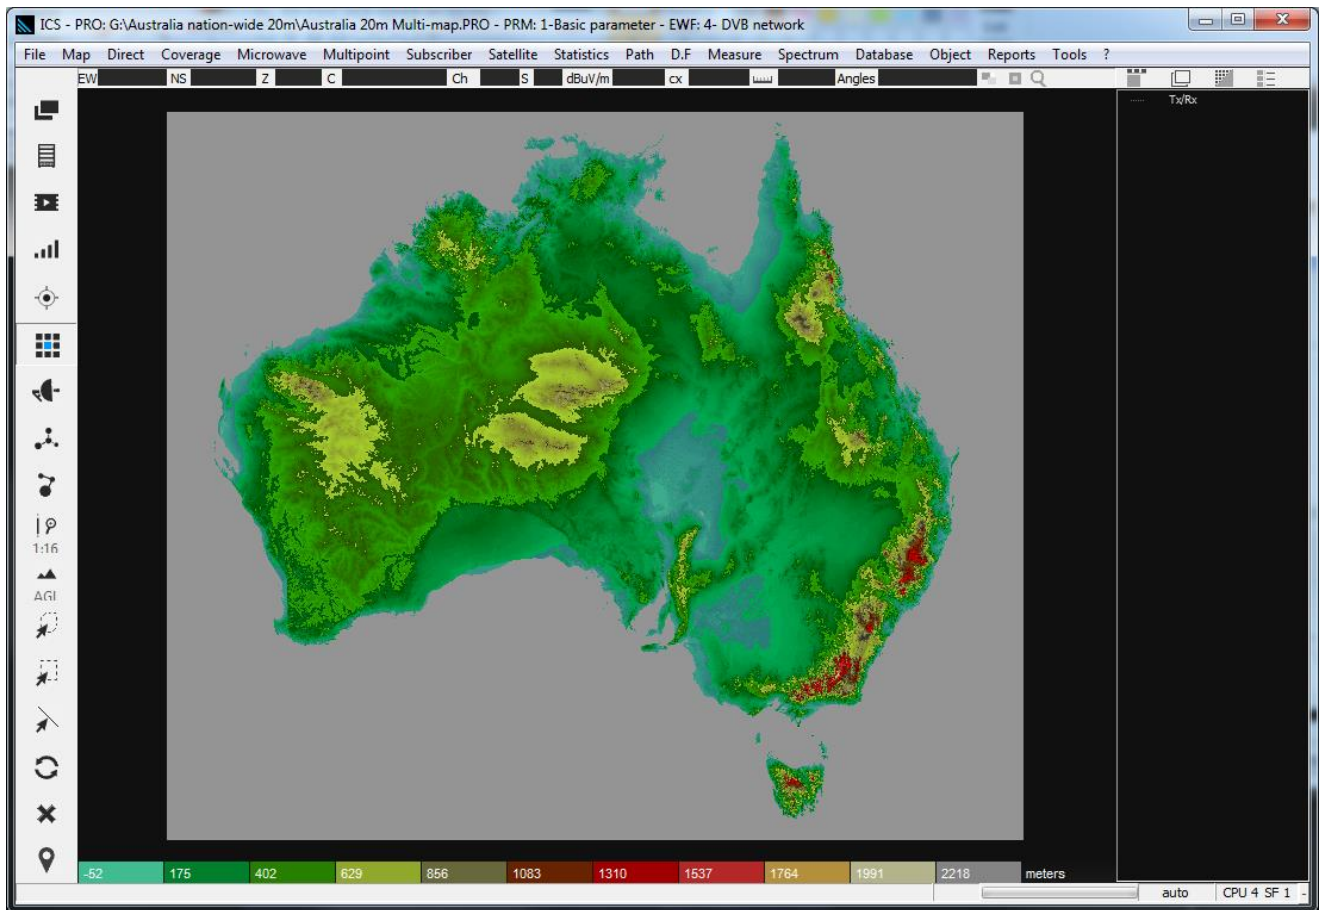 ICS - PRO: G:\Australia nation-wide 20m\Australia 20m Multi-map.PRO - PRM: 1-Basic parameter - EWF: 4- DVB network
File Map Direct Coverage Microwave Multipoint Subscriber Satellite Statistics Path D.F Measure Spectrum Database Object Reports Tools ?
EW NS Z C Ch S dBuV/m cx Angles
Tx/Rx
1:16
AGL
-52 175 402 629 856 1083 1310 1537 1764 1991 2218 meters
auto CPU 4 SF 1 -